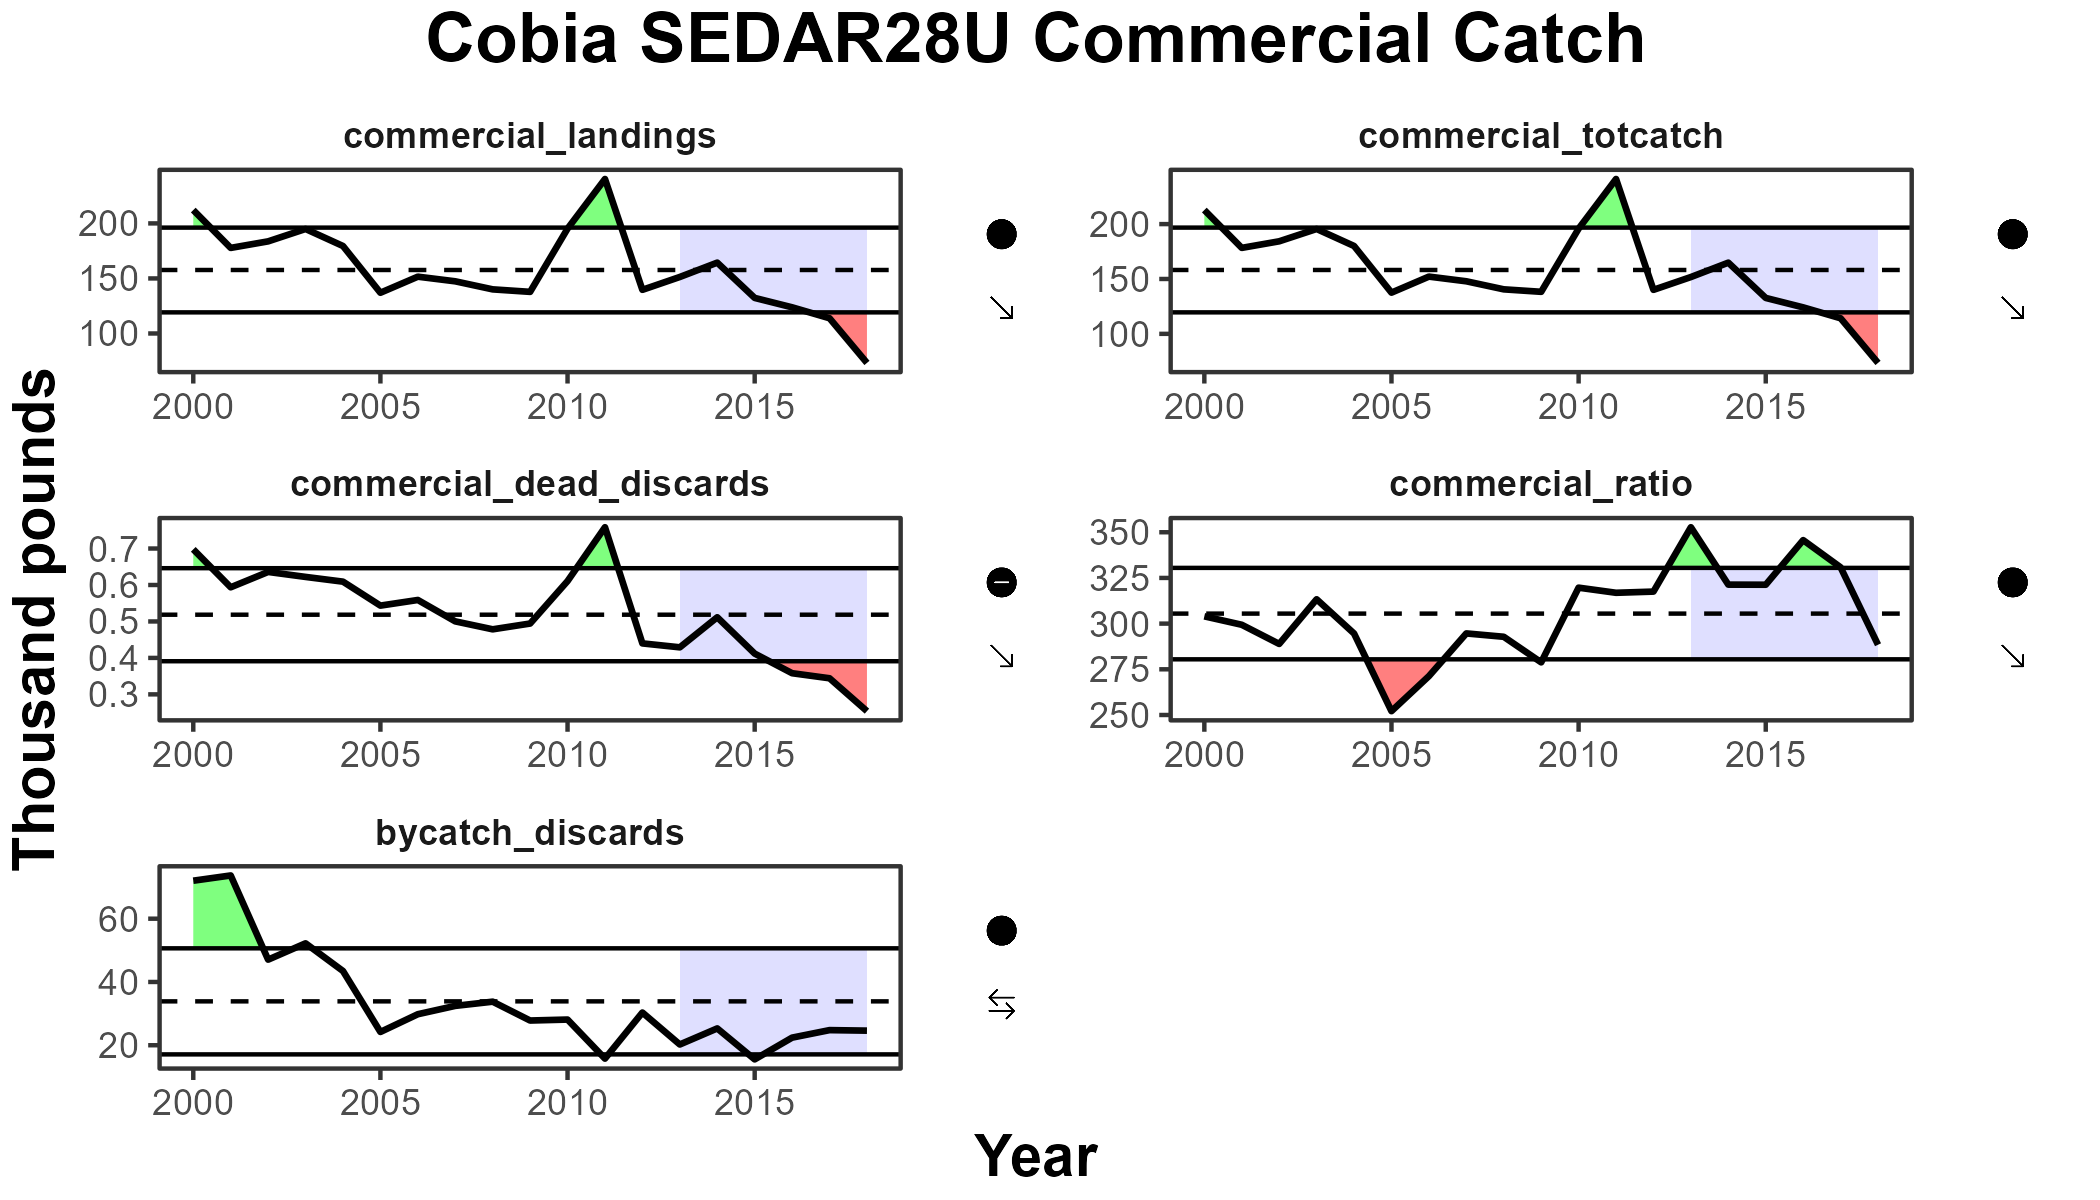 Cobia SEDAR28U Commercial Catch
Thousand pounds
commercial_landings
200
150
100
2000 2005 2010 2015
commercial_totcatch
200
150
100
2000 2005 2010 2015
commercial_dead_discards
0.7
0.6
0.5
0.4
0.3
2000 2005 2010 2015
commercial_ratio
350
325
300
275
250
2000 2005 2010 2015
bycatch_discards
60
40
20
2000 2005 2010 2015
Year